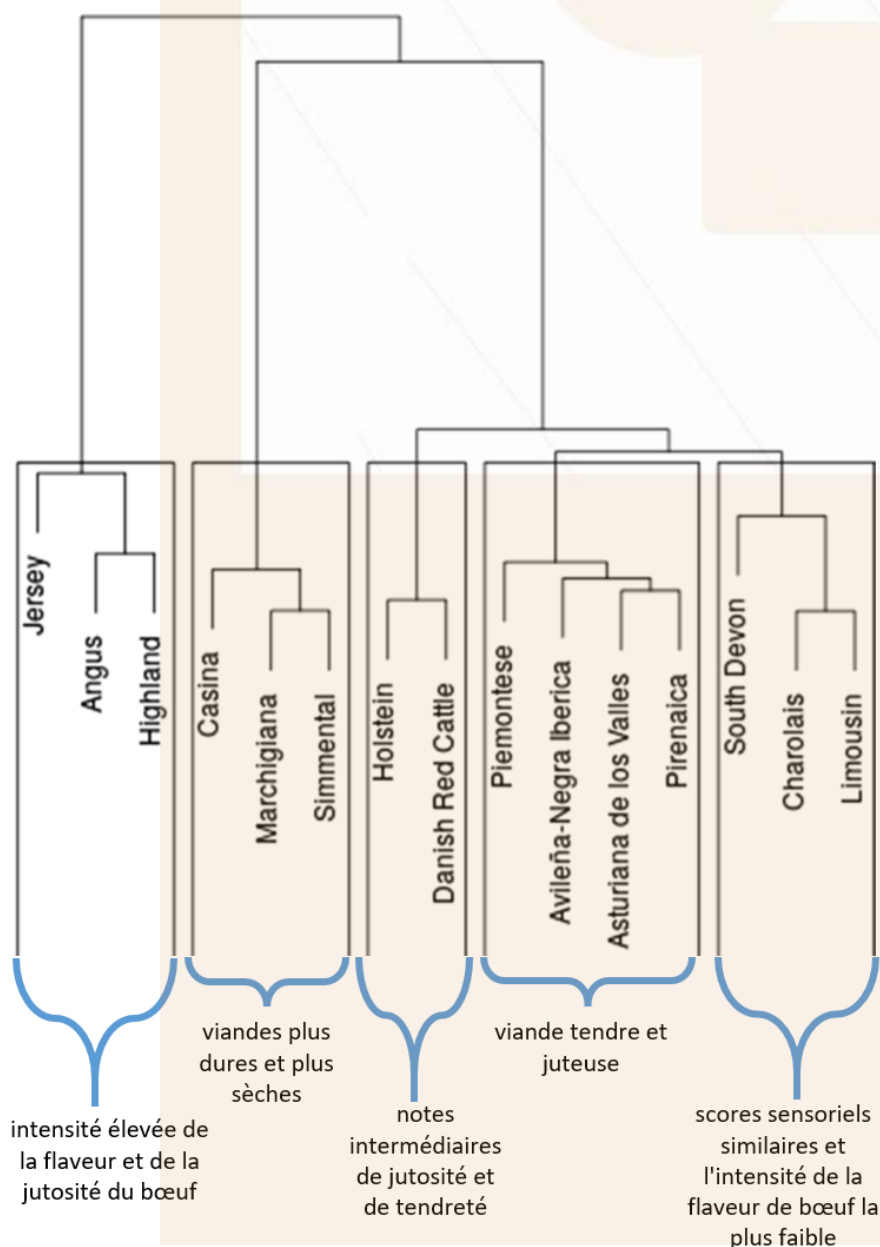 Jersey
Angus
Highland
Casina
Marchigiana
Simmental
Holstein
Danish Red Cattle
Piemontese
Avileña-Negra Iberica
Asturiana de los Valles
Pirenaica
South Devon
Charolais
Limousin
intensité élevée de
la flaveur et de la
jutosité du bœuf
viandes plus
dures et plus
sèches
notes
intermédiaires
de jutosité et
de tendreté
viande tendre et
juteuse
scores sensoriels
similaires et
l'intensité de la
flaveur de bœuf la
plus faible